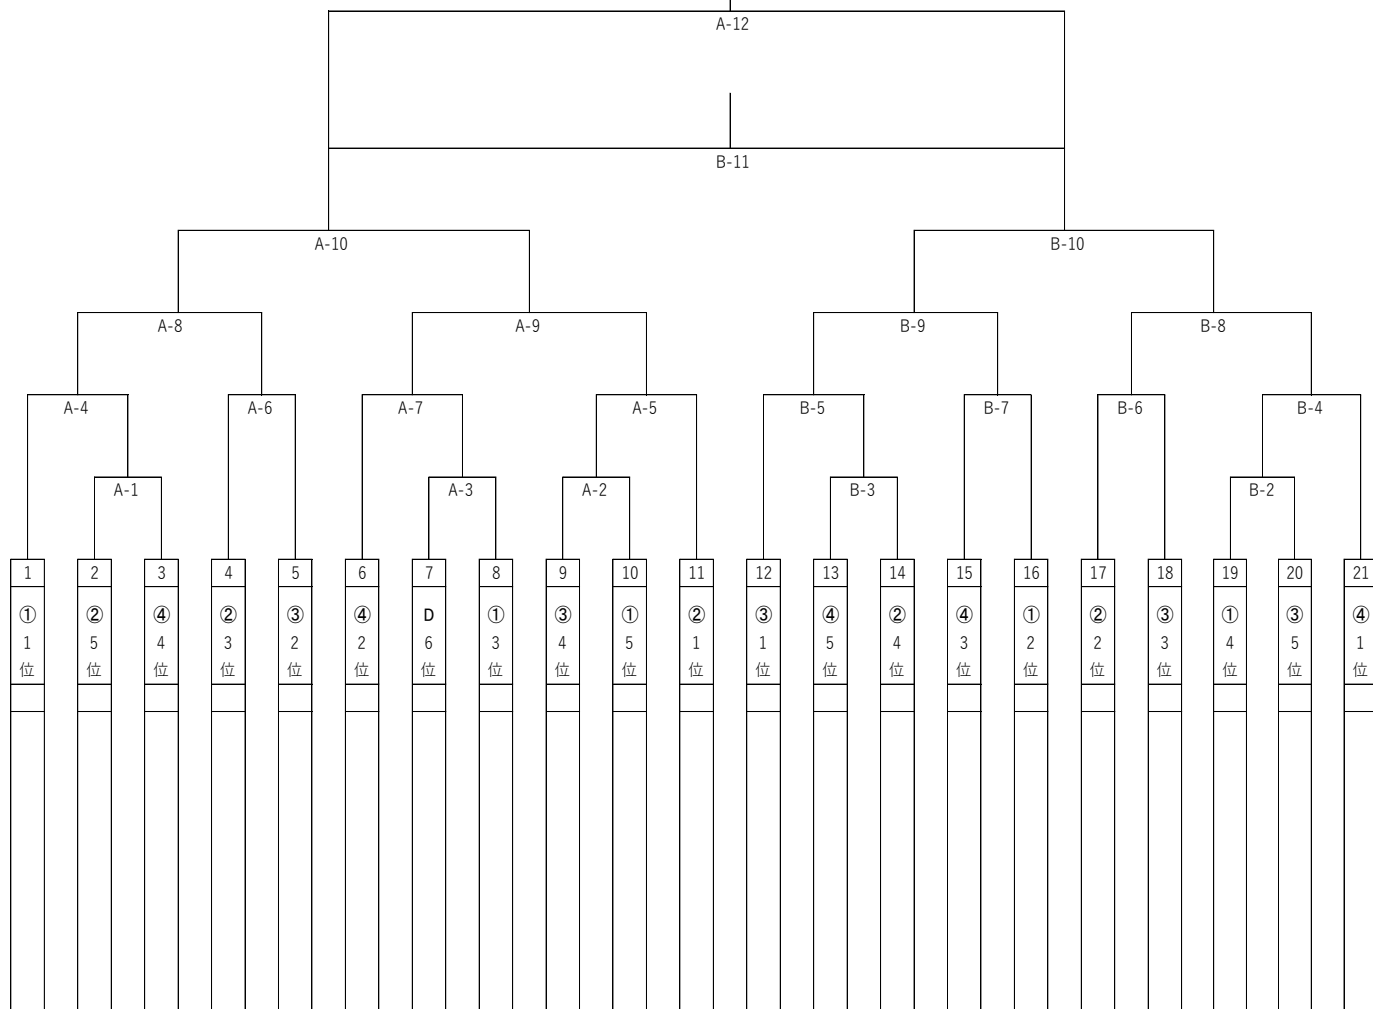 A-12
B-11
A-10 B-10
A-8 A-9 B-9 B-8
A-4 A-6 A-7 A-5 B-5 B-7 B-6 B-4
A-1 A-3 A-2 B-3 B-2
1 2 3 4 5 6 7 8 9 10 11 12 13 14 15 16 17 18 19 20 21
① ② ④ ② ③ ④ D ① ③ ① ② ③ ④ ② ④ ① ② ③ ① ③ ④
1 5 4 3 2 2 6 3 4 5 1 1 5 4 3 2 2 3 4 5 1
位 位 位 位 位 位 位 位 位 位 位 位 位 位 位 位 位 位 位 位 位